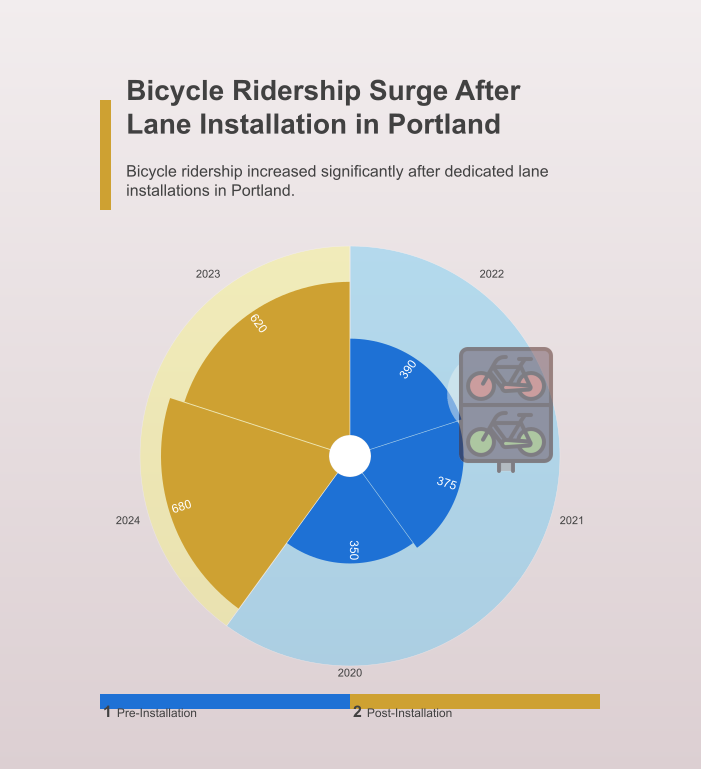 Bicycle Ridership Surge After
Lane Installation in Portland
Bicycle ridership increased significantly after dedicated lane
installations in Portland.
2023
2022
620
390
375
680
2024
2021
350
2020
1 Pre-Installation
2 Post-Installation